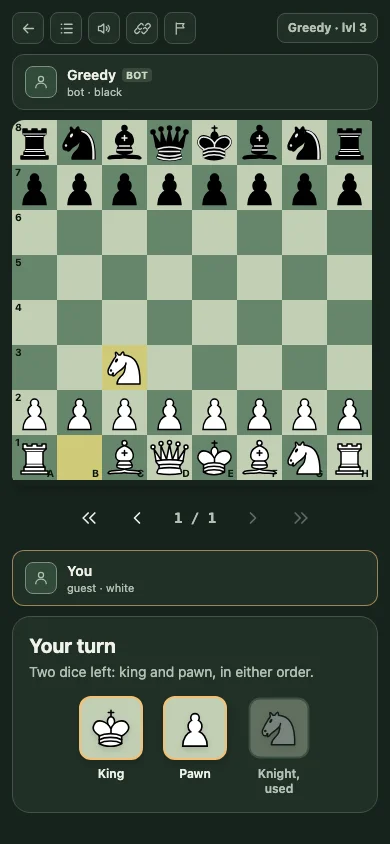 Greedy · lvl 3
Greedy BOT
bot · black
8
7
6
5
4
3
2
1
A B C D E F G H
1 / 1
You
guest · white
Your turn
Two dice left: king and pawn, in either order.
King Pawn Knight,
used